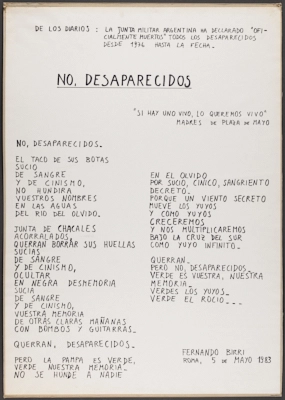 DE LOS DIARIOS : LA JUNTA MILITAR ARGENTINA HA DECLARADO "OFI-
CIALMENTE MUERTOS" TODOS LOS DESAPARECIDOS
DESDE 1976 HASTA LA FECHA.
NO, DESAPARECIDOS
"SI HAY UNO VIVO, LO QUEREMOS VIVO"
MADRES DE PLAZA DE MAYO
NO, DESAPARECIDOS.
EL TACO DE SUS BOTAS
SUCIO
DE SANGRE
Y DE CINISMO,
NO HUNDIRA
VUESTROS NOMBRES
EN LAS AGUAS
DEL RIO DEL OLVIDO.
JUNTA DE CHACALES
ACORRALADOS,
QUERRAN BORRAR SUS HUELLAS
SUCIAS
DE SANGRE
Y DE CINISMO,
OCULTAR
EN NEGRA DESMEMORIA
SUCIA
DE SANGRE
Y DE CINISMO,
VUESTRA MEMORIA
DE OTRAS CLARAS MAÑANAS
CON BOMBOS Y GUITARRAS.
QUERRAN, DESAPARECIDOS.
PERO LA PAMPA ES VERDE,
VERDE NUESTRA MEMORIA.
NO SE HUNDE A NADIE
EN EL OLVIDO
POR SUCIO, CINICO, SANGRIENTO
DECRETO.
PORQUE UN VIENTO SECRETO
MUEVE LOS YUYOS
Y COMO YUYOS
CRECEREMOS
Y NOS MULTIPLICAREMOS
BAJO LA CRUZ DEL SUR
COMO YUYO INFINITO.
QUERRAN.
PERO NO, DESAPARECIDOS.
VERDE ES VUESTRA, NUESTRA
MEMORIA.
VERDES LOS YUYOS.
VERDE EL ROCIO...
FERNANDO BIRRI
ROMA, 5 DE MAYO 1983